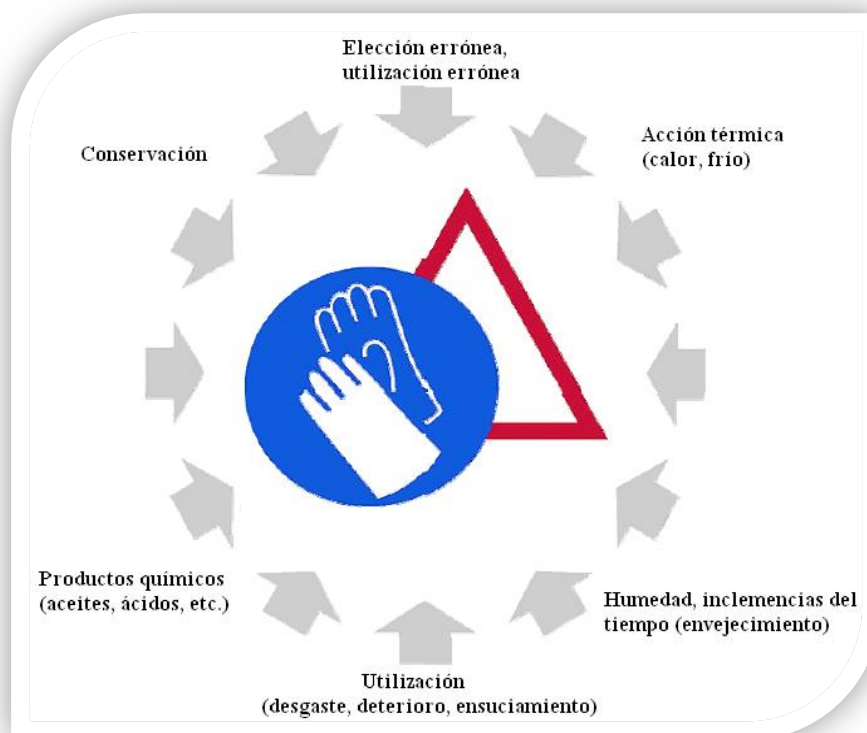 Elección errónea,
utilización errónea
Acción térmica
(calor, frío)
Conservación
Productos químicos
(aceites, ácidos, etc.)
Humedad, inclemencias del
tiempo (envejecimiento)
Utilización
(desgaste, deterioro, ensuciamiento)